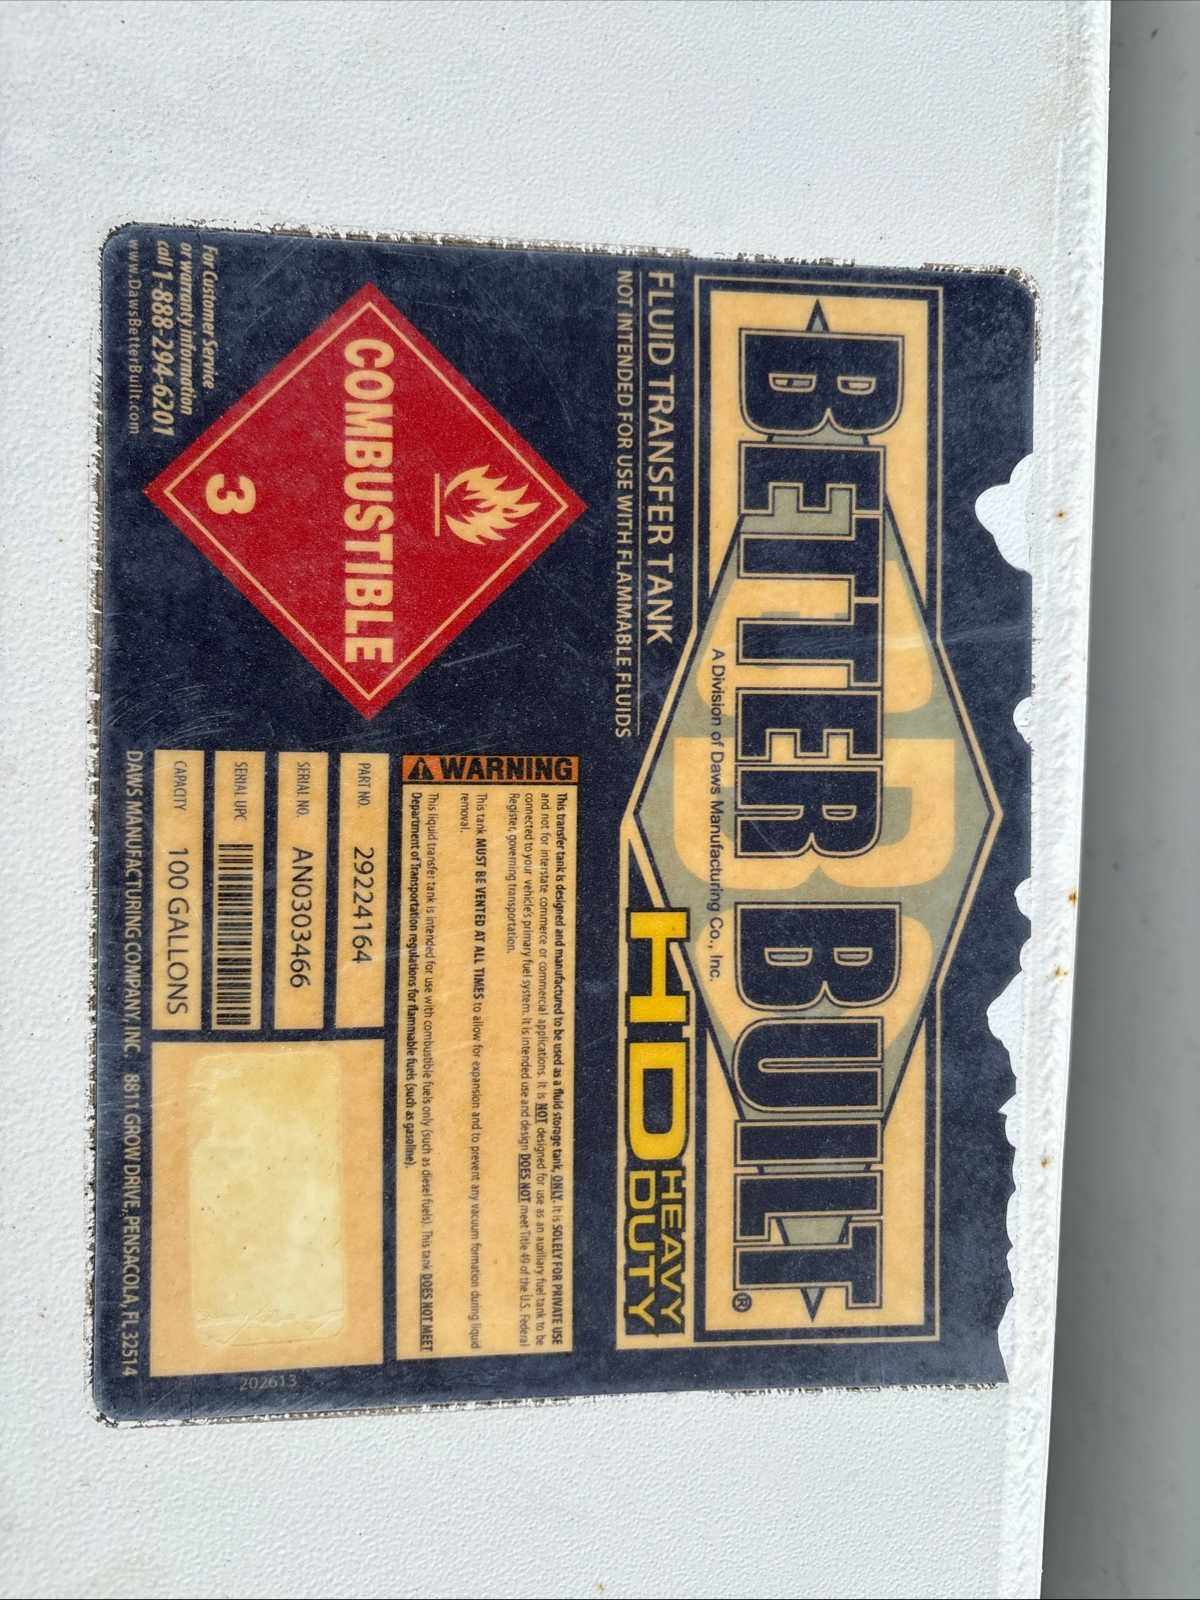 BETTER BUILT®
A Division of Daws Manufacturing Co., Inc.
FLUID TRANSFER TANK
NOT INTENDED FOR USE WITH FLAMMABLE FLUIDS
HD HEAVY DUTY
COMBUSTIBLE
3
WARNING
This transfer tank is designed and manufactured to be used as a fluid storage tank, ONLY. It is SOLELY FOR PRIVATE USE
and not for interstate commerce or commercial applications. It is NOT designed for use as an auxiliary fuel tank to be
connected to your vehicle's primary fuel system. It is intended use and design DOES NOT meet Title 49 of the U.S. Federal
Register, governing transportation.
This tank MUST BE VENTED AT ALL TIMES to allow for expansion and to prevent any vacuum formation during liquid
removal.
This liquid transfer tank is intended for use with combustible fuels only (such as diesel fuels). This tank DOES NOT MEET
Department of Transportation regulations for flammable fuels (such as gasoline).
PART NO. 29224164
SERIAL NO. AN0303466
SERIAL UPC
CAPACITY 100 GALLONS
For Customer Service
or warranty information
call 1-888-294-6201
www.DawsBetterBuilt.com
DAWS MANUFACTURING COMPANY, INC. 8811 GROW DRIVE, PENSACOLA, FL 32514
202613